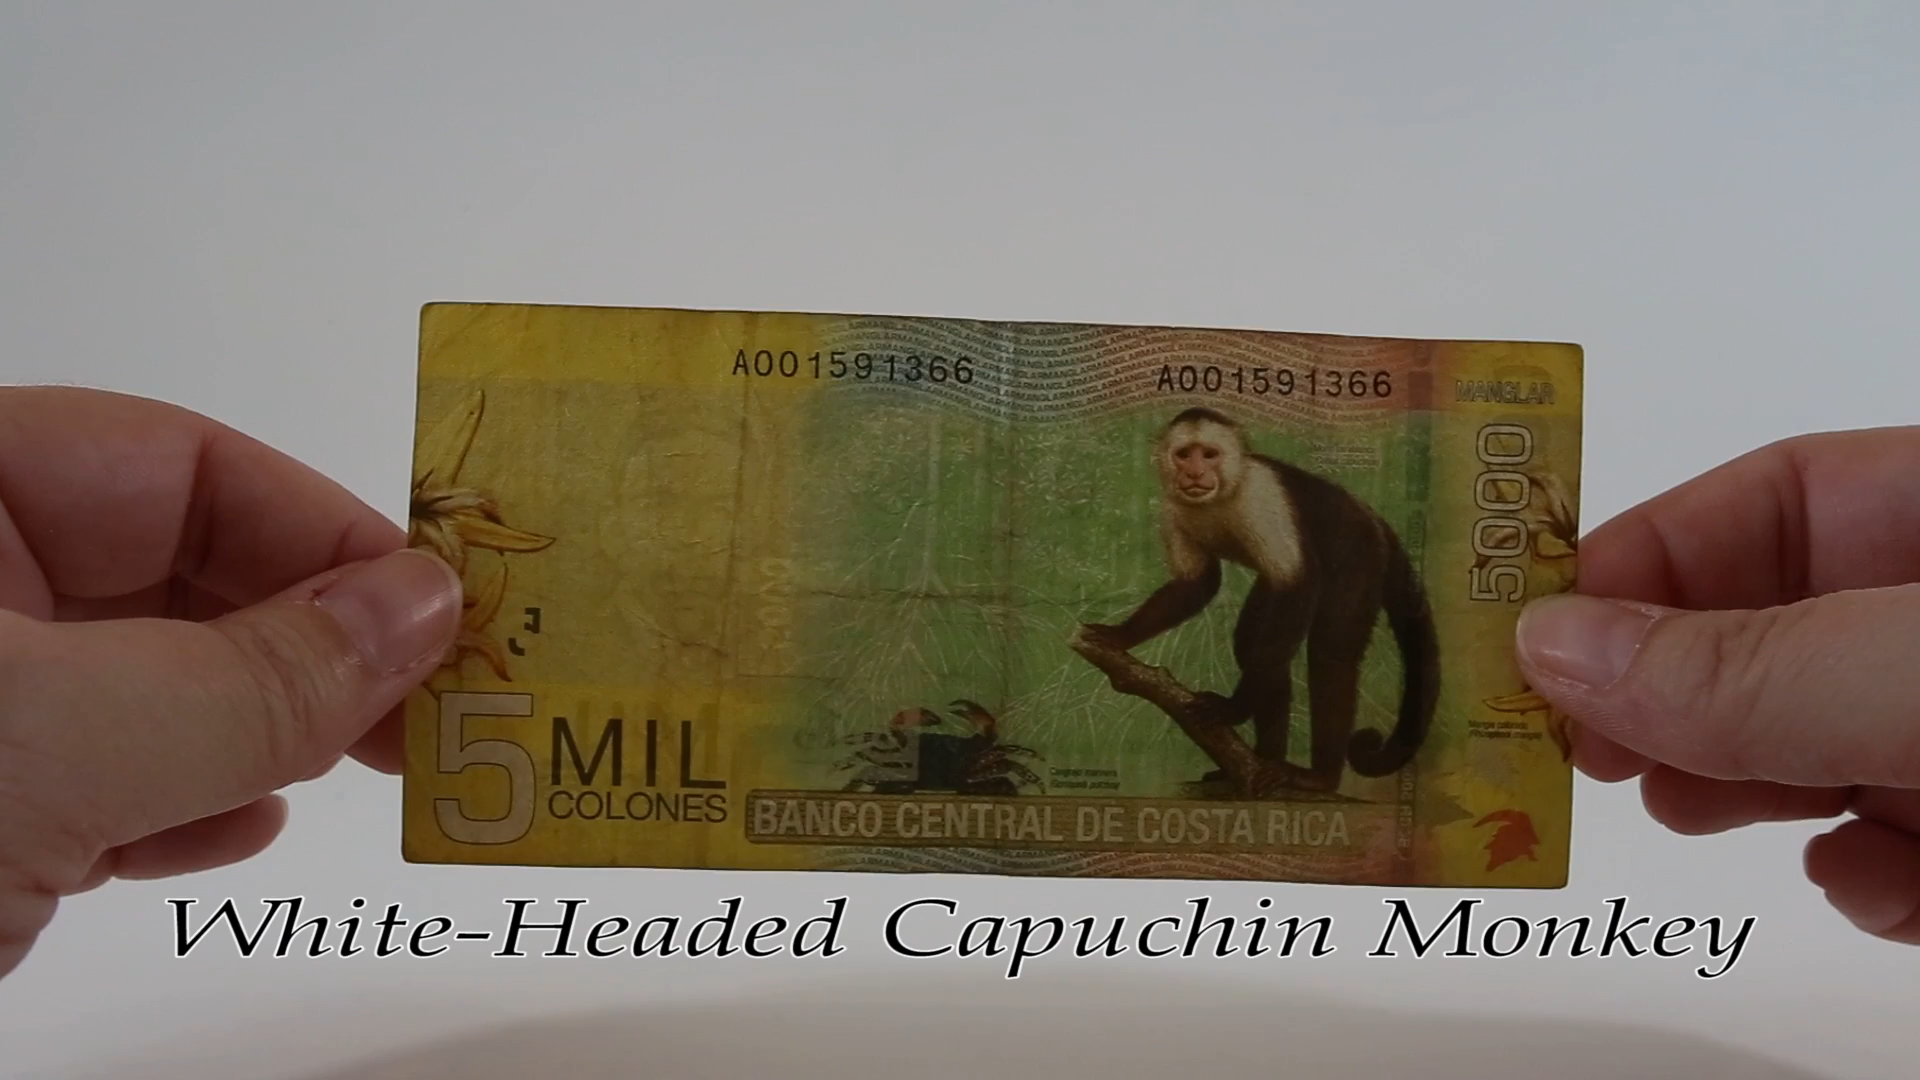 A001591366
A001591366
MANGLAR
5000
5
MIL
COLONES
BANCO CENTRAL DE COSTA RICA
White-Headed Capuchin Monkey